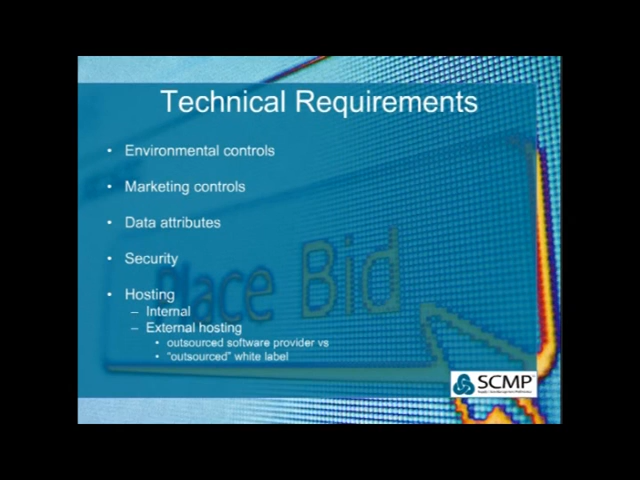 Technical Requirements
• Environmental controls
• Marketing controls
• Data attributes
• Security
• Hosting
– Internal
– External hosting
• outsourced software provider vs
• "outsourced" white label
Place Bid
SCMP